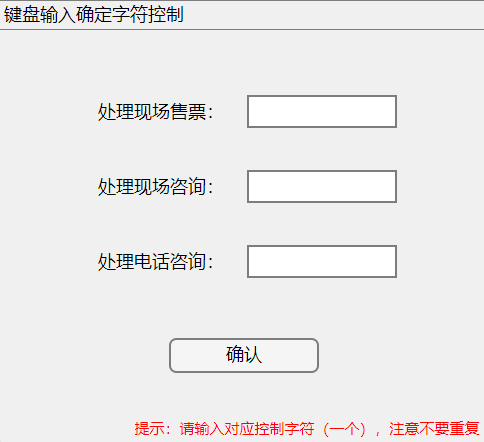 键盘输入确定字符控制
处理现场售票：
处理现场咨询：
处理电话咨询：
确认
提示：请输入对应控制字符（一个），注意不要重复